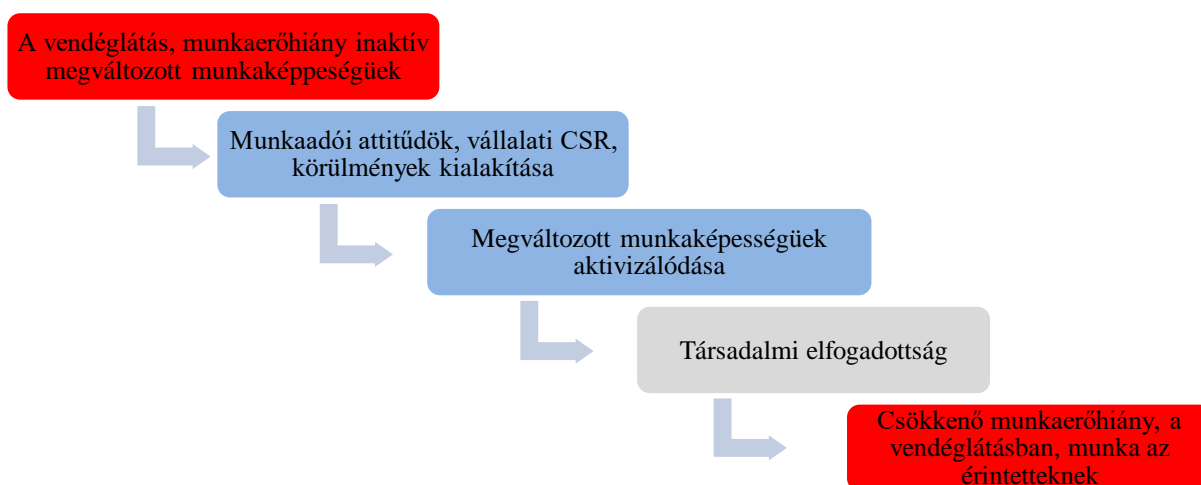 A vendéglátás, munkaerőhiány inaktív
megváltozott munkaképpeségüek
Munkaadói attitűdök, vállalati CSR,
körülmények kialakítása
Megváltozott munkaképességüek
aktivizálódása
Társadalmi elfogadottság
Csökkenő munkaerőhiány, a
vendéglátásban, munka az
érintetteknek